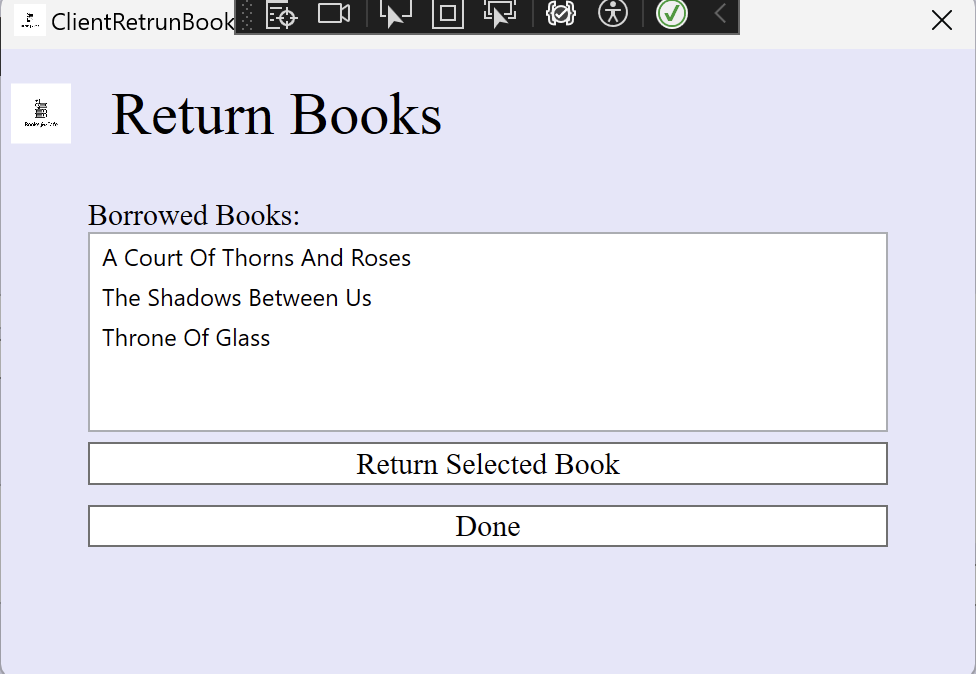 ClientRetrunBook
Return Books
Borrowed Books:
A Court Of Thorns And Roses
The Shadows Between Us
Throne Of Glass
Return Selected Book
Done